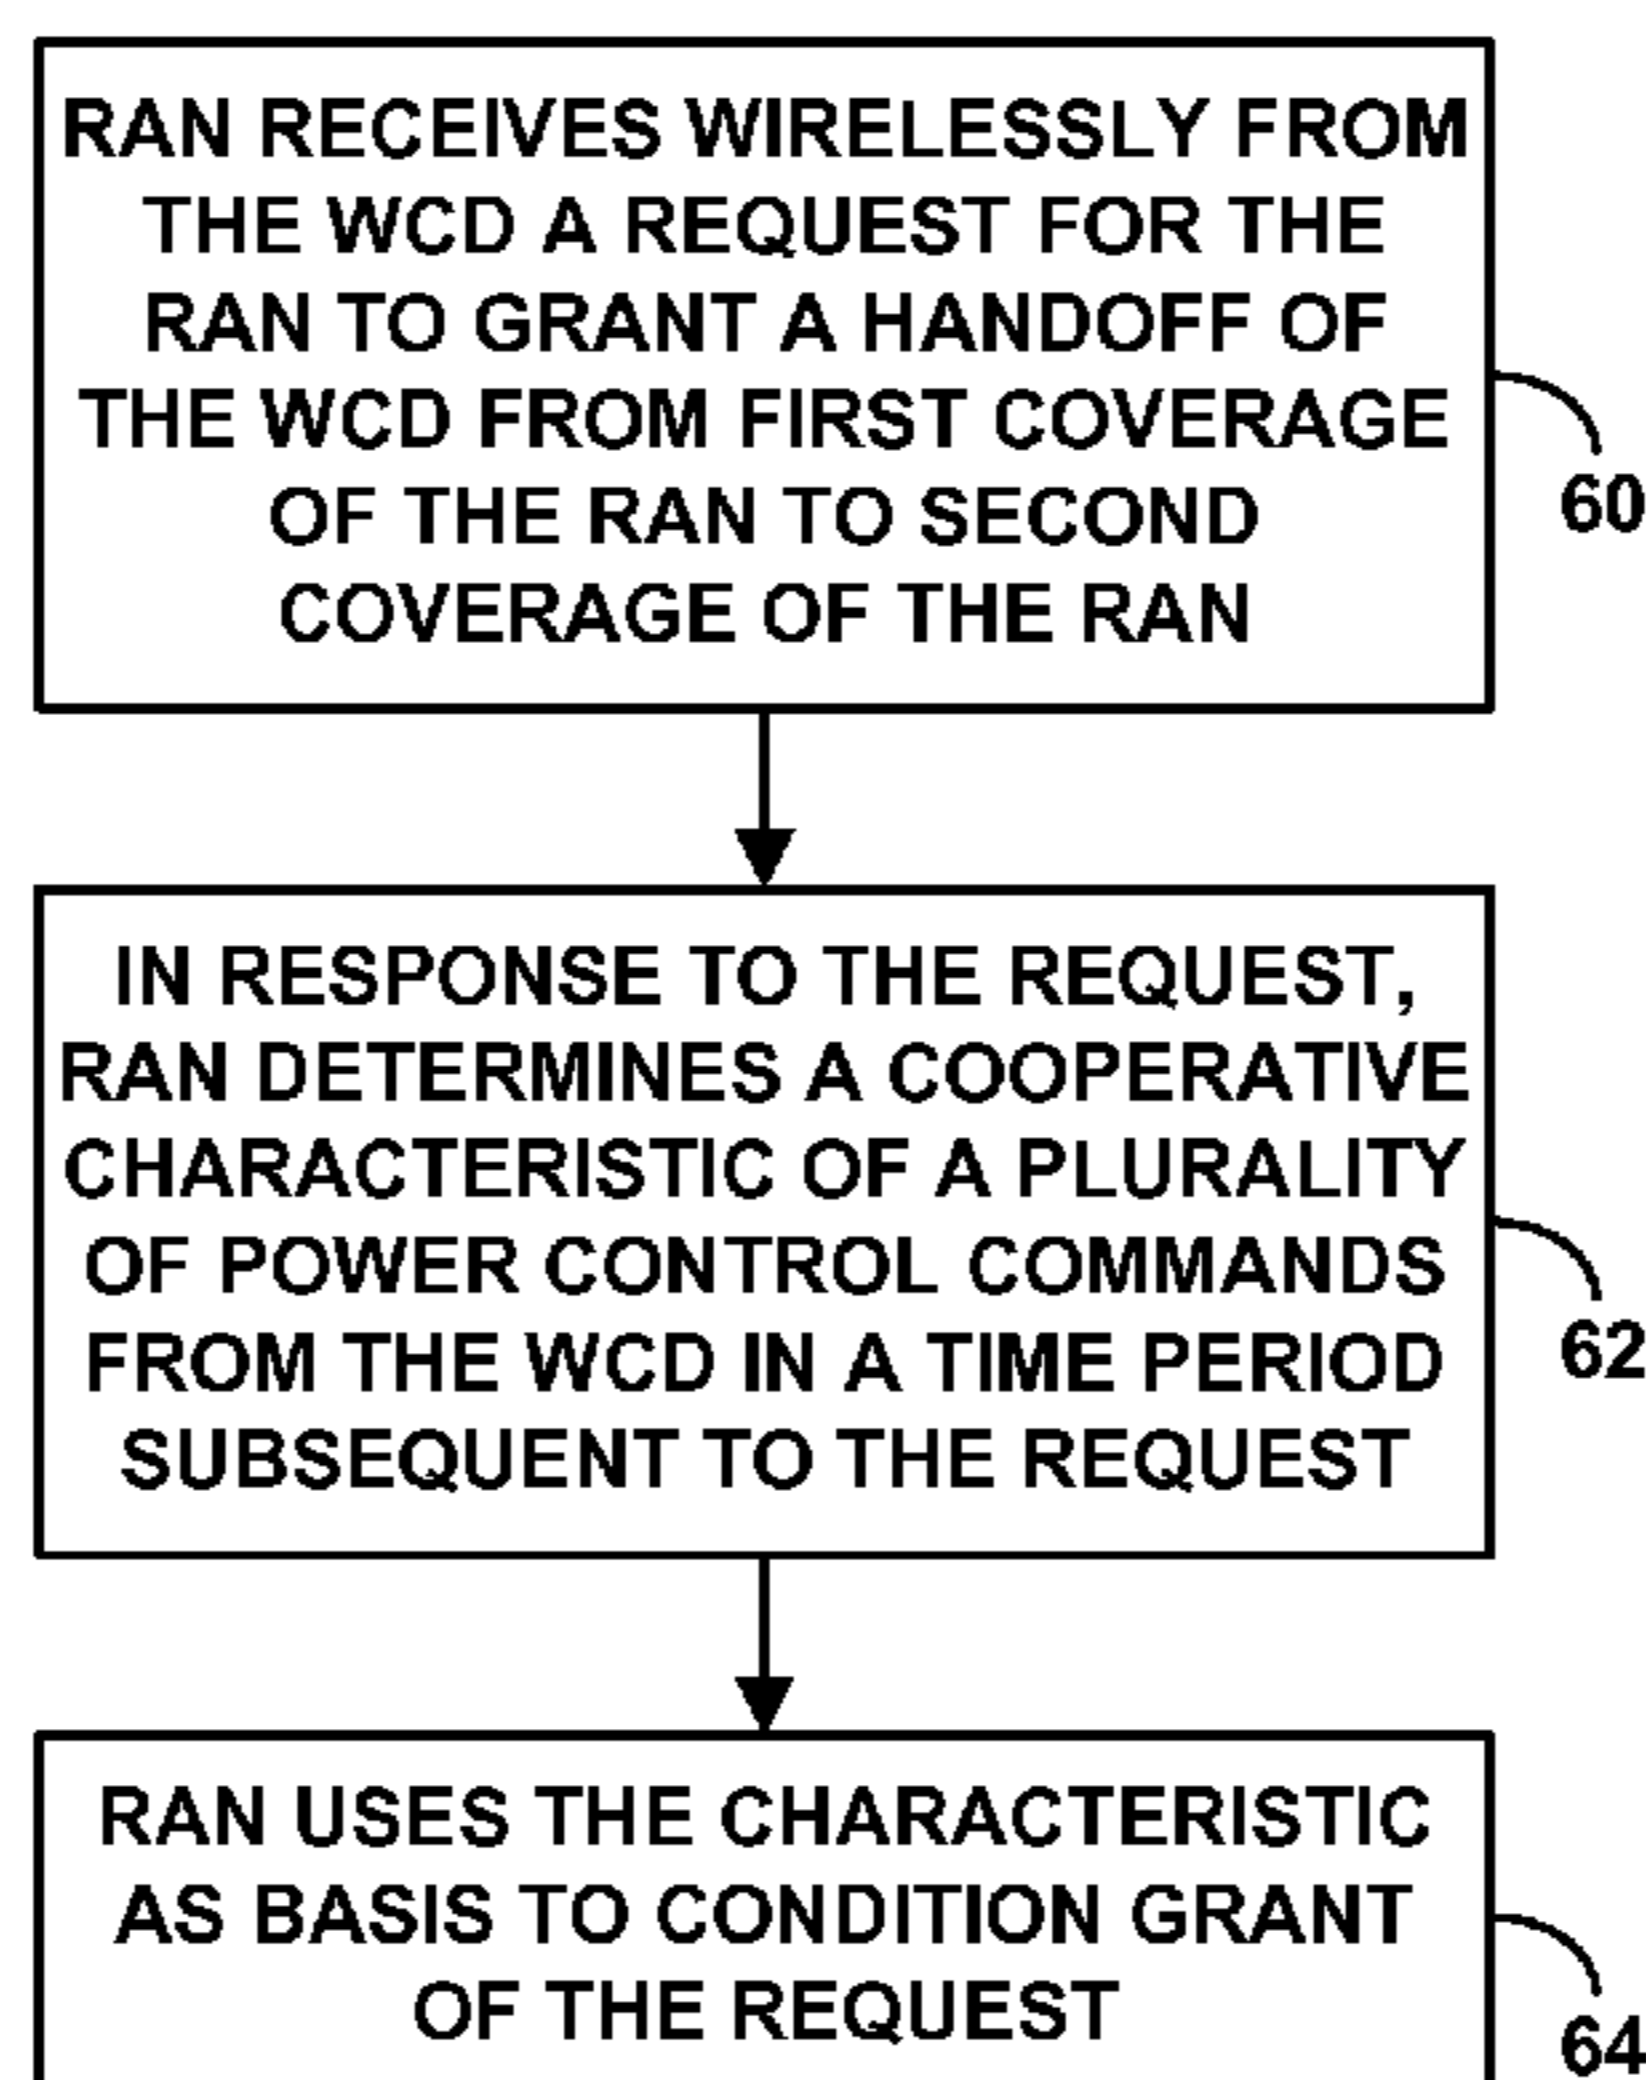 RAN RECEIVES WIRELESSLY FROM
THE WCD A REQUEST FOR THE
RAN TO GRANT A HANDOFF OF
THE WCD FROM FIRST COVERAGE
OF THE RAN TO SECOND
COVERAGE OF THE RAN
60
IN RESPONSE TO THE REQUEST,
RAN DETERMINES A COOPERATIVE
CHARACTERISTIC OF A PLURALITY
OF POWER CONTROL COMMANDS
FROM THE WCD IN A TIME PERIOD
SUBSEQUENT TO THE REQUEST
62
RAN USES THE CHARACTERISTIC
AS BASIS TO CONDITION GRANT
OF THE REQUEST
64